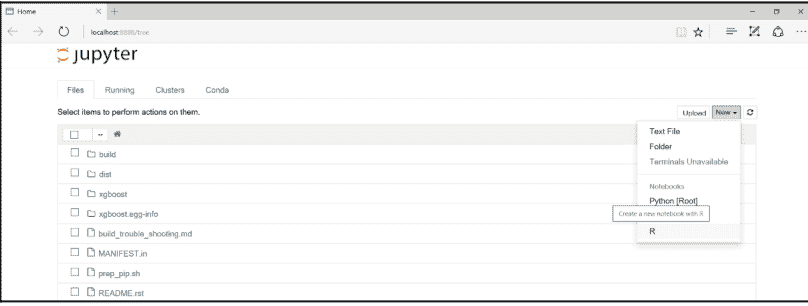 Home
localhost:8888/tree
jupyter
Files Running Clusters Conda
Select items to perform actions on them.
Upload New
Text File
Folder
Terminals Unavailable
Notebooks
Python [Root]
Create a new notebook with R
R
build
dist
xgboost
xgboost.egg-info
build_trouble_shooting.md
MANIFEST.in
prep_pip.sh
README.rst